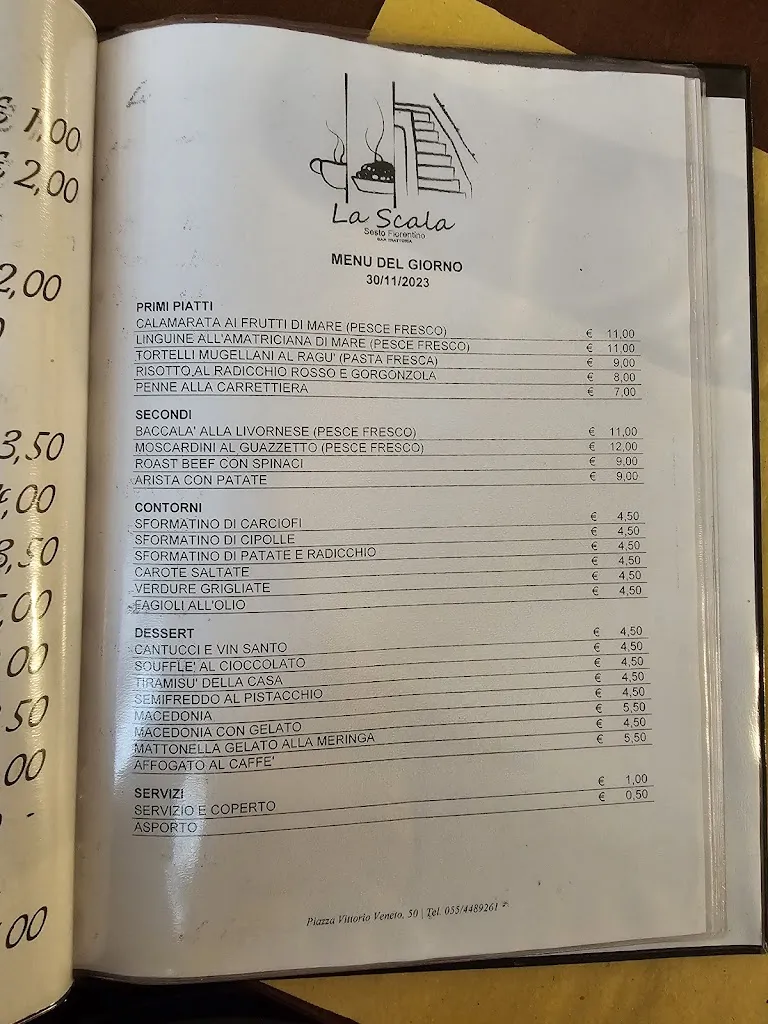 € 1,00
€ 2,00
2,00
3,50
,00
3,50
,00
00
50
00
-
00
La Scala
Sesto Fiorentino
BAR TRATTORIA
MENU DEL GIORNO
30/11/2023
PRIMI PIATTI
CALAMARATA AI FRUTTI DI MARE (PESCE FRESCO) € 11,00
LINGUINE ALL'AMATRICIANA DI MARE (PESCE FRESCO) € 11,00
TORTELLI MUGELLANI AL RAGU' (PASTA FRESCA) € 9,00
RISOTTO AL RADICCHIO ROSSO E GORGONZOLA € 8,00
PENNE ALLA CARRETTIERA € 7,00
SECONDI
BACCALA' ALLA LIVORNESE (PESCE FRESCO) € 11,00
MOSCARDINI AL GUAZZETTO (PESCE FRESCO) € 12,00
ROAST BEEF CON SPINACI € 9,00
ARISTA CON PATATE € 9,00
CONTORNI
SFORMATINO DI CARCIOFI € 4,50
SFORMATINO DI CIPOLLE € 4,50
SFORMATINO DI PATATE E RADICCHIO € 4,50
CAROTE SALTATE € 4,50
VERDURE GRIGLIATE € 4,50
FAGIOLI ALL'OLIO € 4,50
DESSERT
CANTUCCI E VIN SANTO € 4,50
SOUFFLE' AL CIOCCOLATO € 4,50
TIRAMISU' DELLA CASA € 4,50
SEMIFREDDO AL PISTACCHIO € 4,50
MACEDONIA € 4,50
MACEDONIA CON GELATO € 5,50
MATTONELLA GELATO ALLA MERINGA € 4,50
AFFOGATO AL CAFFE' € 5,50
SERVIZI
SERVIZIO E COPERTO € 1,00
ASPORTO € 0,50
Piazza Vittorio Veneto, 50 | Tel. 055/4489261